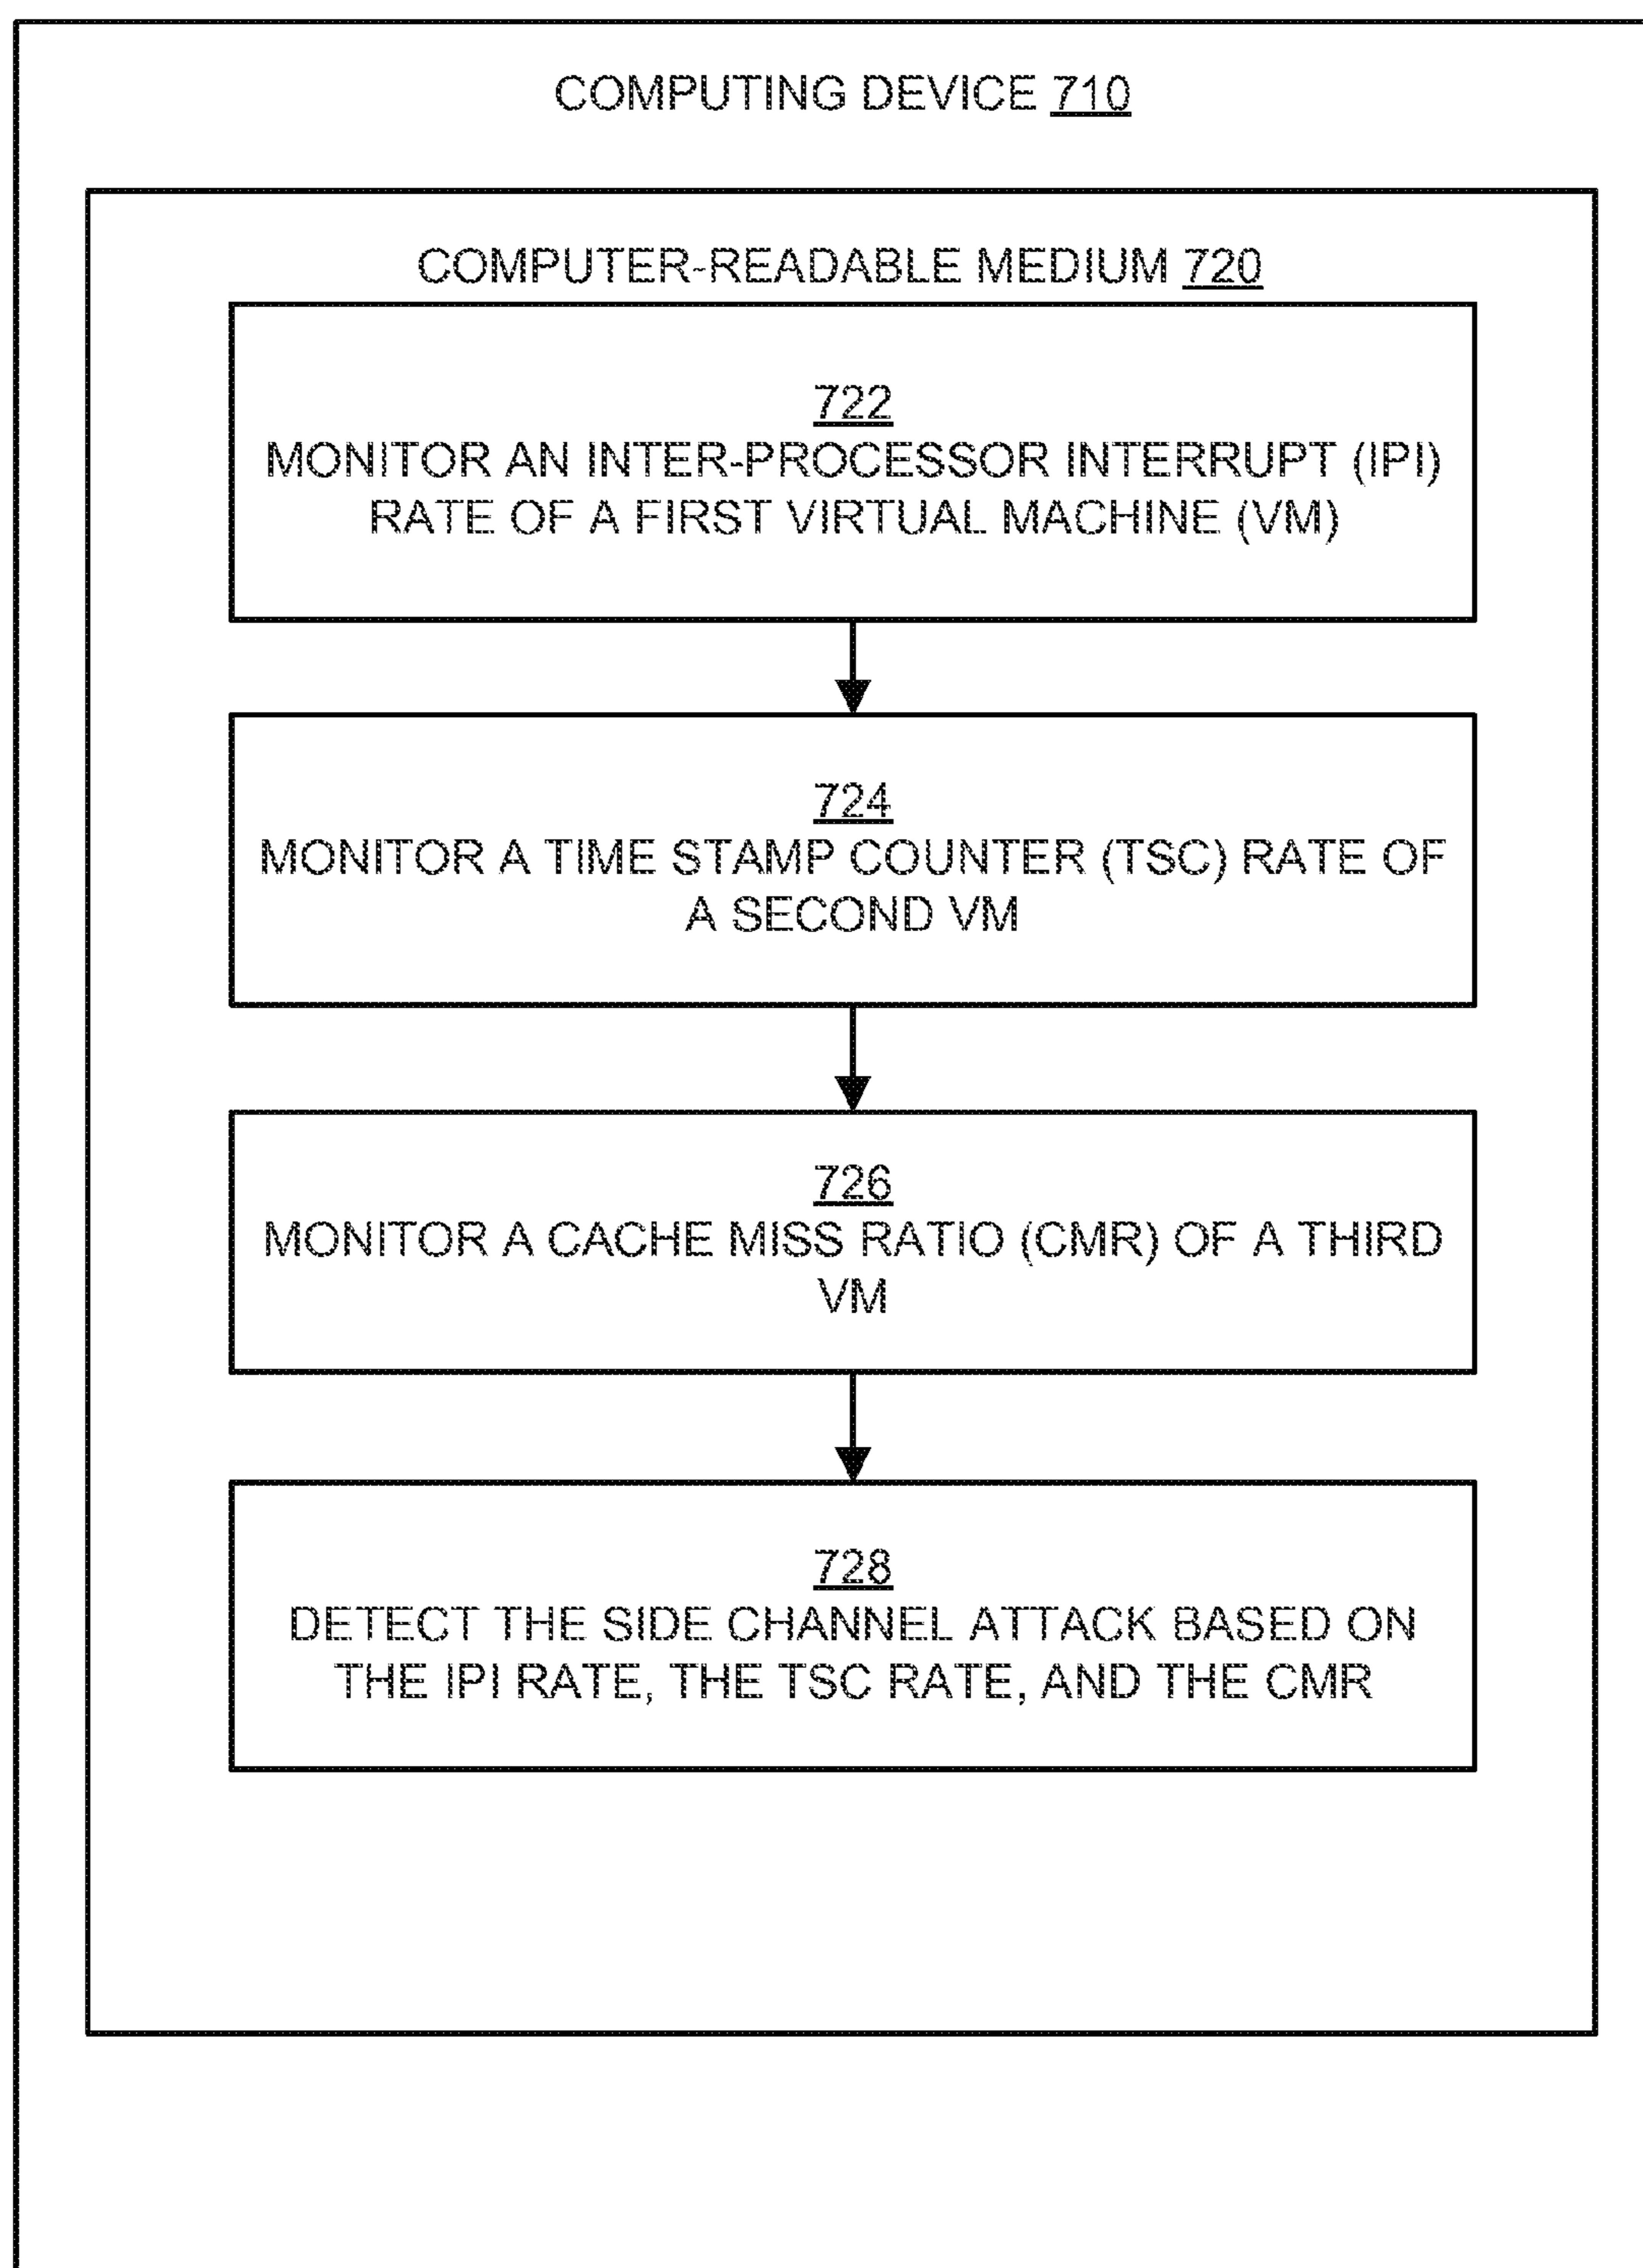 COMPUTING DEVICE 710
COMPUTER-READABLE MEDIUM 720
722
MONITOR AN INTER-PROCESSOR INTERRUPT (IPI)
RATE OF A FIRST VIRTUAL MACHINE (VM)
724
MONITOR A TIME STAMP COUNTER (TSC) RATE OF
A SECOND VM
726
MONITOR A CACHE MISS RATIO (CMR) OF A THIRD
VM
728
DETECT THE SIDE CHANNEL ATTACK BASED ON
THE IPI RATE, THE TSC RATE, AND THE CMR